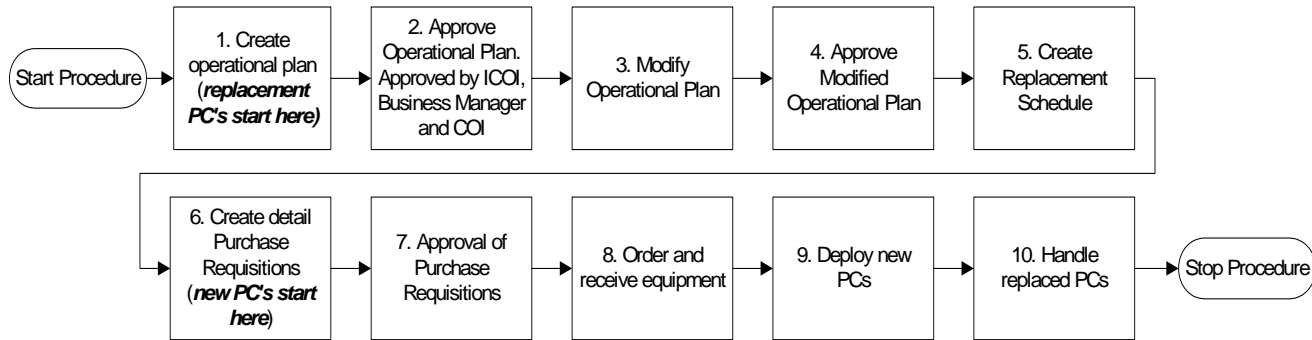 Start Procedure
1. Create
operational plan
(replacement
PC's start here)
2. Approve
Operational Plan.
Approved by ICOI,
Business Manager
and COI
3. Modify
Operational Plan
4. Approve
Modified
Operational Plan
5. Create
Replacement
Schedule
6. Create detail
Purchase
Requisitions
(new PC's start
here)
7. Approval of
Purchase
Requisitions
8. Order and
receive equipment
9. Deploy new
PCs
10. Handle
replaced PCs
Stop Procedure